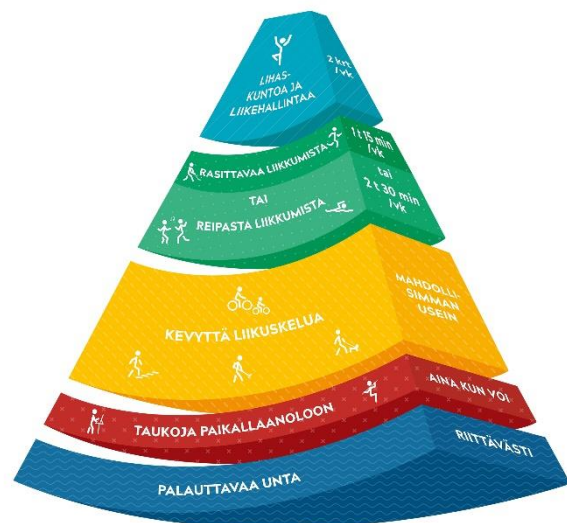 LIHAS-
KUNTOA JA
LIIKEHALLINTAA
2 krt
/vk
RASITTAVAA LIIKKUMISTA
1 t 15 min
/vk
TAI
REIPASTA LIIKKUMISTA
tai
2 t 30 min
/vk
KEVYTTÄ LIIKUSKELUA
MAHDOLLI-
SIMMAN
USEIN
TAUKOJA PAIKALLAANOLOON
AINA KUN VOI
PALAUTTAVAA UNTA
RIITTÄVÄSTI